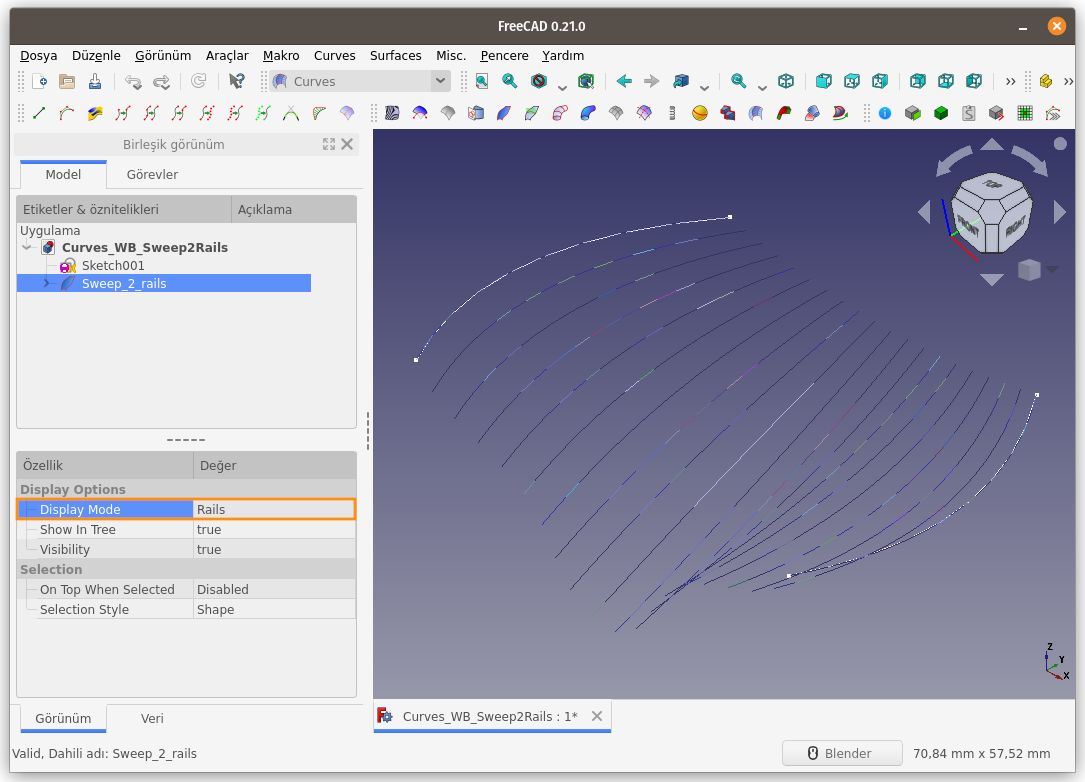 FreeCAD 0.21.0
Dosya Düzenle Görünüm Araçlar Makro Curves Surfaces Misc. Pencere Yardım
Curves
Birleşik görünüm
Model Görevler
Etiketler & öznitelikleri Açıklama
Uygulama
Curves_WB_Sweep2Rails
Sketch001
Sweep_2_rails
TOP
FRONT RIGHT
Özellik Değer
Display Options
Display Mode Rails
Show In Tree true
Visibility true
Selection
On Top When Selected Disabled
Selection Style Shape
Z
Y
X
Görünüm Veri
Curves_WB_Sweep2Rails : 1*
Valid, Dahili adı: Sweep_2_rails
Blender 70,84 mm x 57,52 mm